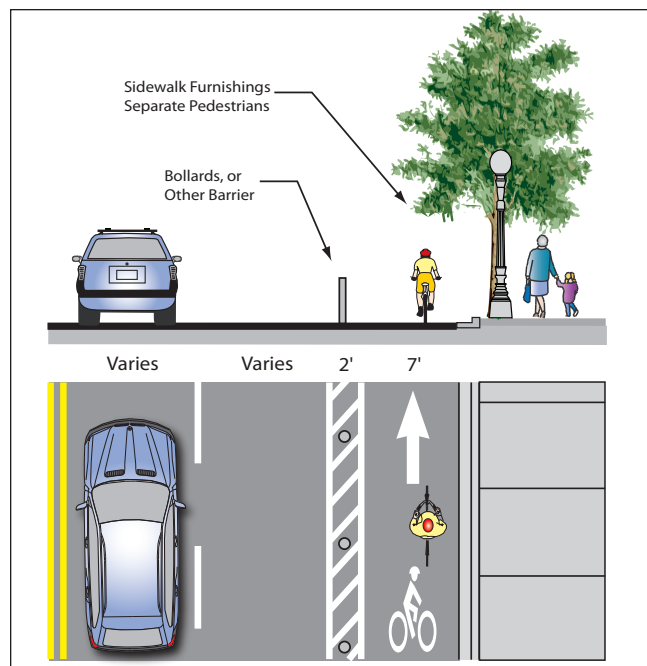 Sidewalk Furnishings
Separate Pedestrians
Bollards, or
Other Barrier
Varies
Varies
2'
7'